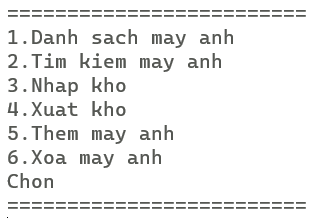 =========================
1.Danh sach may anh
2.Tim kiem may anh
3.Nhap kho
4.Xuat kho
5.Them may anh
6.Xoa may anh
Chon
=========================